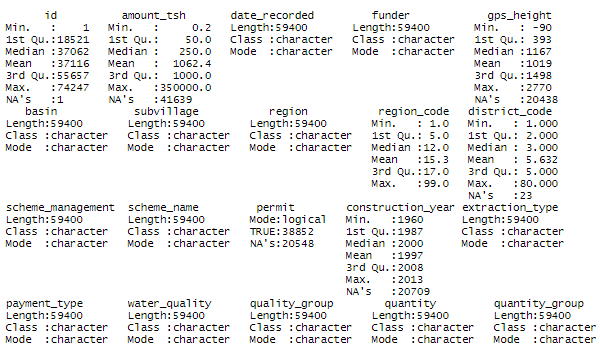 id amount_tsh date_recorded funder gps_height
Min. : 1 Min. : 0.2 Length:59400 Length:59400 Min. : -90
1st Qu.:18521 1st Qu.: 50.0 Class :character Class :character 1st Qu.: 393
Median :37062 Median : 250.0 Mode :character Mode :character Median :1167
Mean :37116 Mean : 1062.4 Mean :1019
3rd Qu.:55657 3rd Qu.: 1000.0 3rd Qu.:1498
Max. :74247 Max. :350000.0 Max. :2770
NA's :1 NA's :41639 NA's :20438
basin subvillage region region_code district_code
Length:59400 Length:59400 Length:59400 Min. : 1.0 Min. : 1.000
Class :character Class :character Class :character 1st Qu.: 5.0 1st Qu.: 2.000
Mode :character Mode :character Mode :character Median :12.0 Median : 3.000
Mean :15.3 Mean : 5.632
3rd Qu.:17.0 3rd Qu.: 5.000
Max. :99.0 Max. :80.000
NA's :23
scheme_management scheme_name permit construction_year extraction_type
Length:59400 Length:59400 Mode:logical Min. :1960 Length:59400
Class :character Class :character TRUE:38852 1st Qu.:1987 Class :character
Mode :character Mode :character NA's:20548 Median :2000 Mode :character
Mean :1997
3rd Qu.:2008
Max. :2013
NA's :20709
payment_type water_quality quality_group quantity quantity_group
Length:59400 Length:59400 Length:59400 Length:59400 Length:59400
Class :character Class :character Class :character Class :character Class :character
Mode :character Mode :character Mode :character Mode :character Mode :character